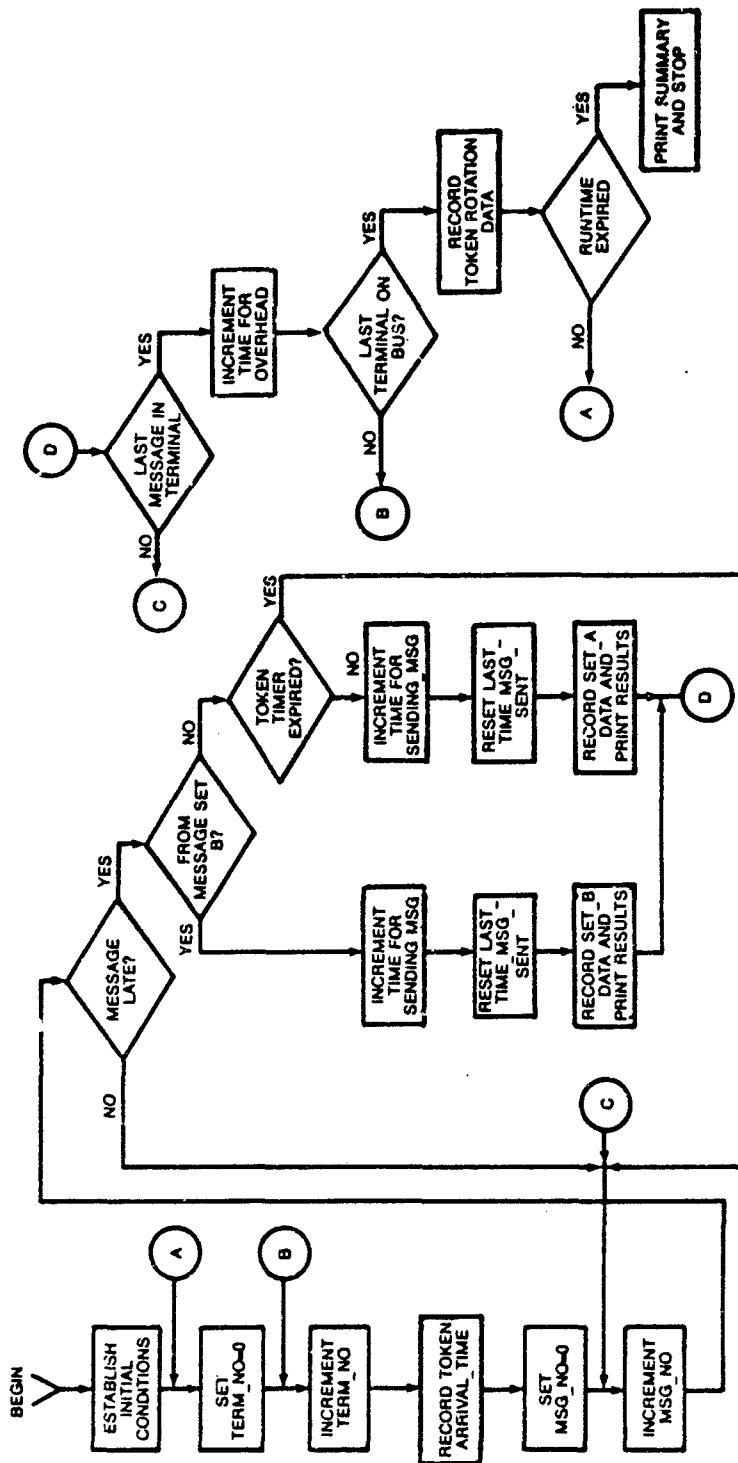 BEGIN
ESTABLISH
INITIAL
CONDITIONS
A
SET
TERM_NO=0
B
INCREMENT
TERM_NO
RECORD TOKEN
ARRIVAL_TIME
SET
MSG_NO=0
C
INCREMENT
MSG_NO
MESSAGE
LATE?
NO
YES
FROM
MESSAGE SET
B?
YES
NO
TOKEN
TIMER
EXPIRED?
YES
NO
INCREMENT
TIME FOR
SENDING MSG
RESET LAST_
TIME_MSG_
SENT
RECORD SET_B
DATA AND
PRINT RESULTS
INCREMENT
TIME FOR
SENDING_MSG
RESET LAST_
TIME MSG_
SENT
RECORD SET_A
DATA AND
PRINT RESULTS
D
D
LAST
MESSAGE IN
TERMINAL
NO
YES
C
INCREMENT
TIME FOR
OVERHEAD
LAST
TERMINAL ON
BUS?
NO
YES
B
RECORD
TOKEN ROTATION
DATA
RUNTIME
EXPIRED
NO
YES
A
PRINT SUMMARY
AND STOP